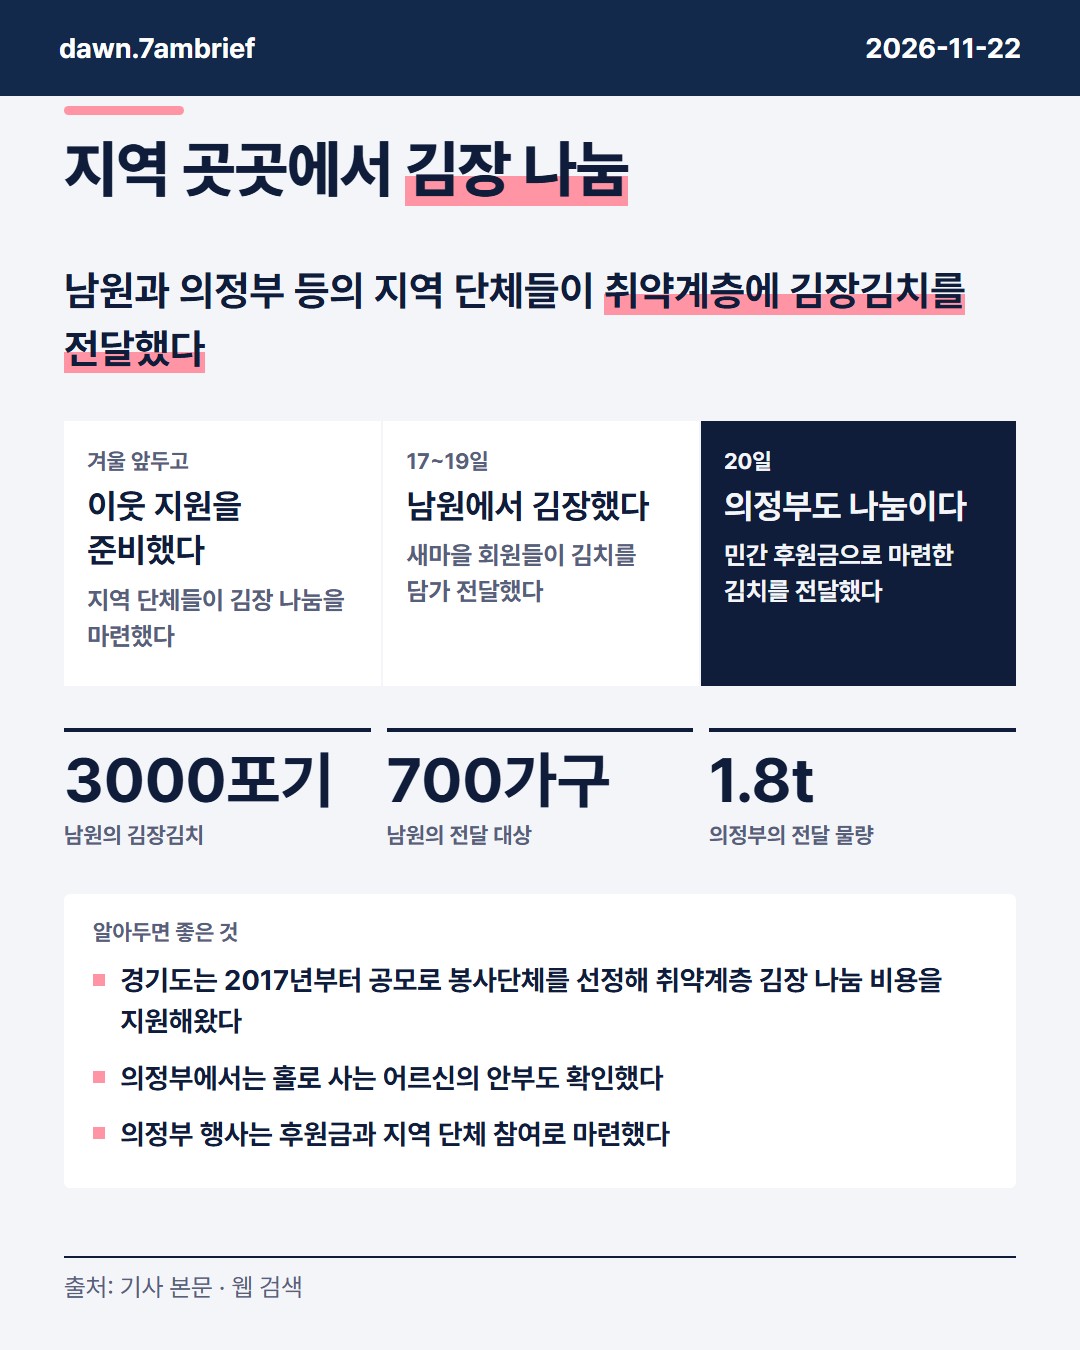 dawn.7ambrief
2026-11-22
지역 곳곳에서 김장 나눔
남원과 의정부 등의 지역 단체들이 취약계층에 김장김치를
전달했다
겨울 앞두고
이웃 지원을
준비했다
지역 단체들이 김장 나눔을
마련했다
17~19일
남원에서 김장했다
새마을 회원들이 김치를
담가 전달했다
20일
의정부도 나눔이다
민간 후원금으로 마련한
김치를 전달했다
3000포기
남원의 김장김치
700가구
남원의 전달 대상
1.8t
의정부의 전달 물량
알아두면 좋은 것
경기도는 2017년부터 공모로 봉사단체를 선정해 취약계층 김장 나눔 비용을
지원해왔다
의정부에서는 홀로 사는 어르신의 안부도 확인했다
의정부 행사는 후원금과 지역 단체 참여로 마련했다
출처: 기사 본문 · 웹 검색